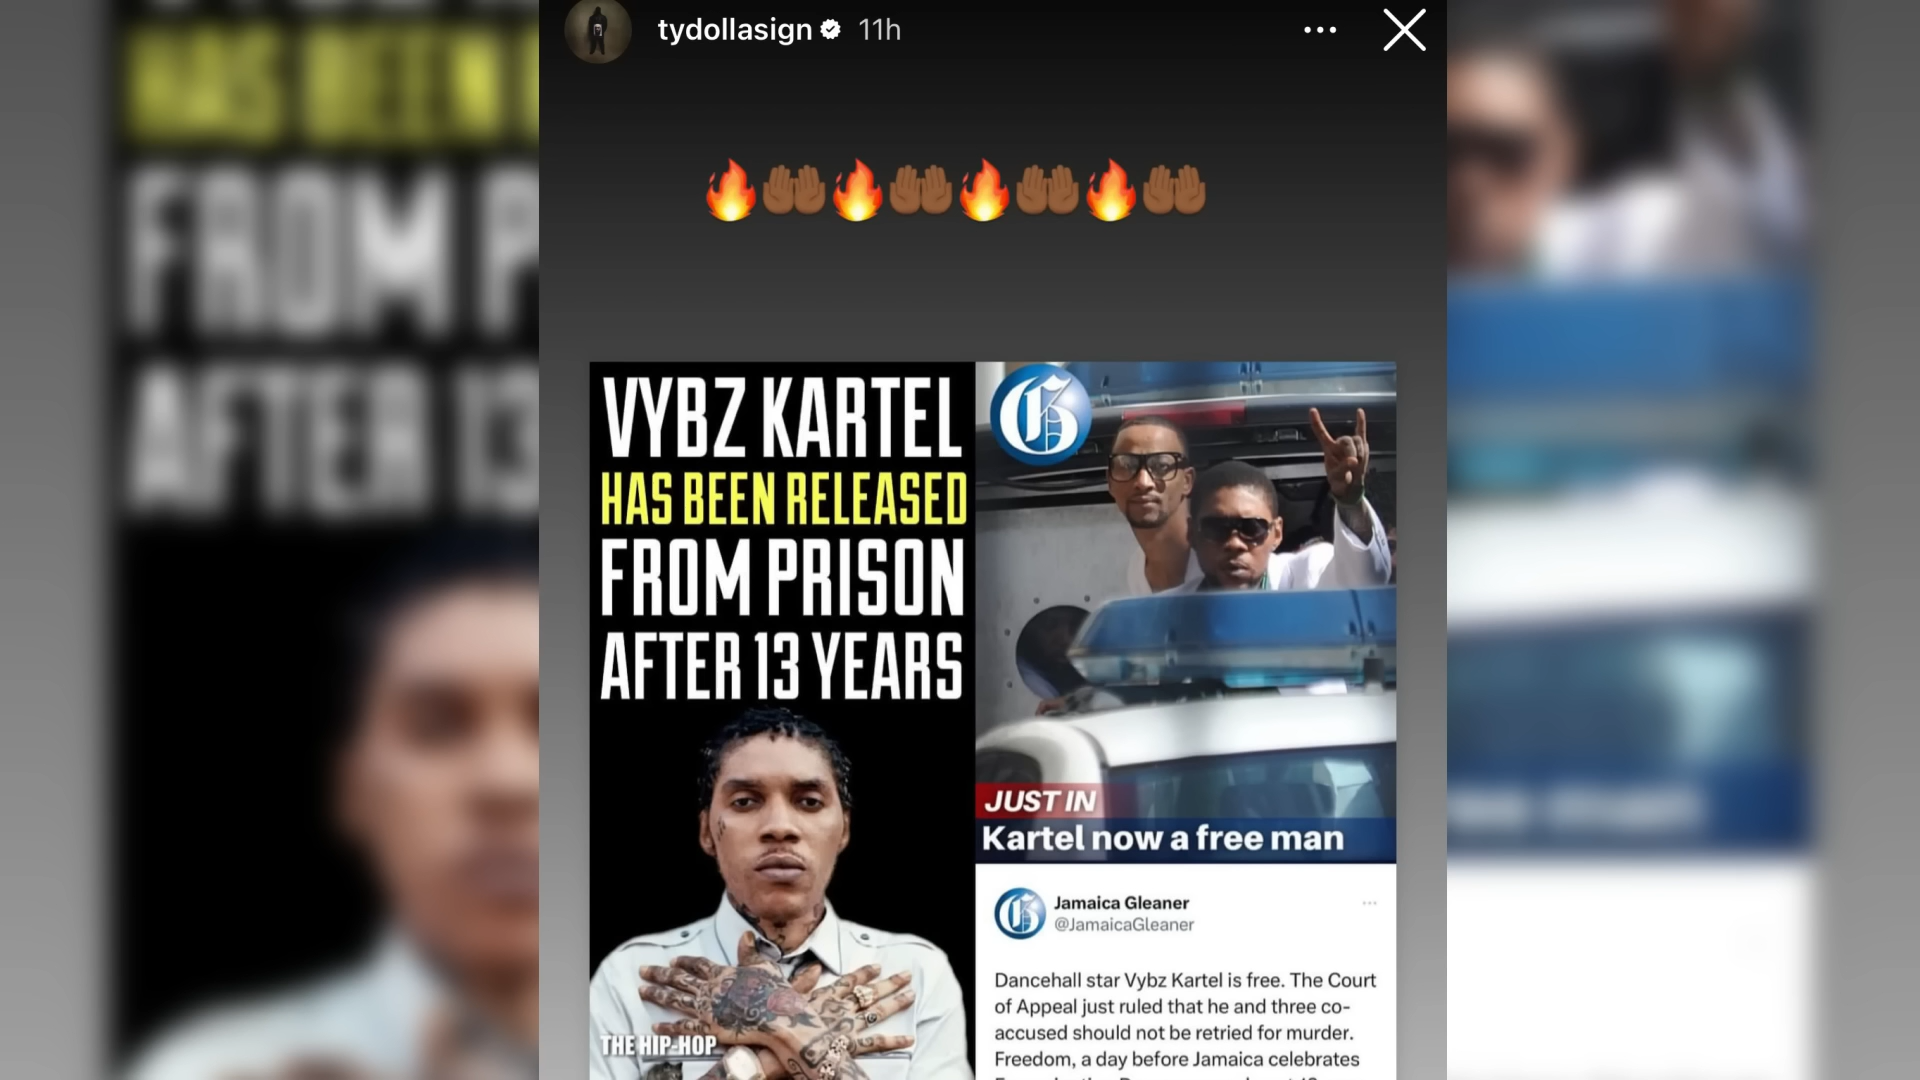 tydollasign 11h
VYBZ KARTEL
HAS BEEN RELEASED
FROM PRISON
AFTER 13 YEARS
THE HIP-HOP
G
JUST IN
Kartel now a free man
G
Jamaica Gleaner
@JamaicaGleaner
Dancehall star Vybz Kartel is free. The Court
of Appeal just ruled that he and three co-
accused should not be retried for murder.
Freedom, a day before Jamaica celebrates